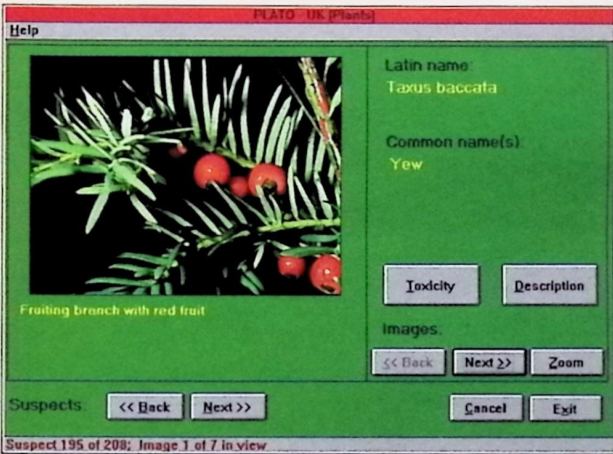 PLATO - UK [Plants]
Help
Latin name:
Taxus baccata
Common name(s):
Yew
Toxicity
Description
Fruiting branch with red fruit
Images:
<< Back
Next >>
Zoom
Suspects:
<< Back
Next >>
Cancel
Exit
Suspect 195 of 208; Image 1 of 7 in view